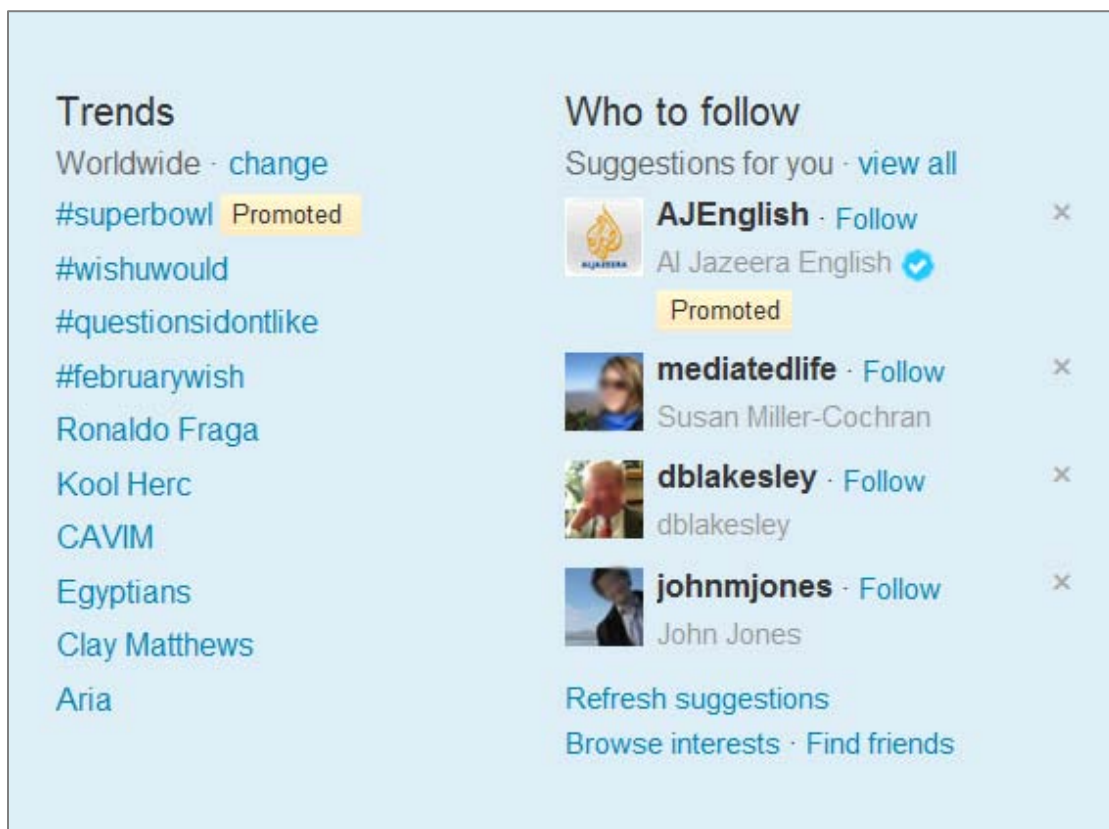 Trends
Worldwide · change
#superbowl Promoted
#wishuwould
#questionsidontlike
#februarywish
Ronaldo Fraga
Kool Herc
CAVIM
Egyptians
Clay Matthews
Aria
Who to follow
Suggestions for you · view all
AJEnglish · Follow ×
Al Jazeera English
Promoted
ALJAZEERA
mediatedlife · Follow ×
Susan Miller-Cochran
dblakesley · Follow ×
dblakesley
johnmjones · Follow ×
John Jones
Refresh suggestions
Browse interests · Find friends